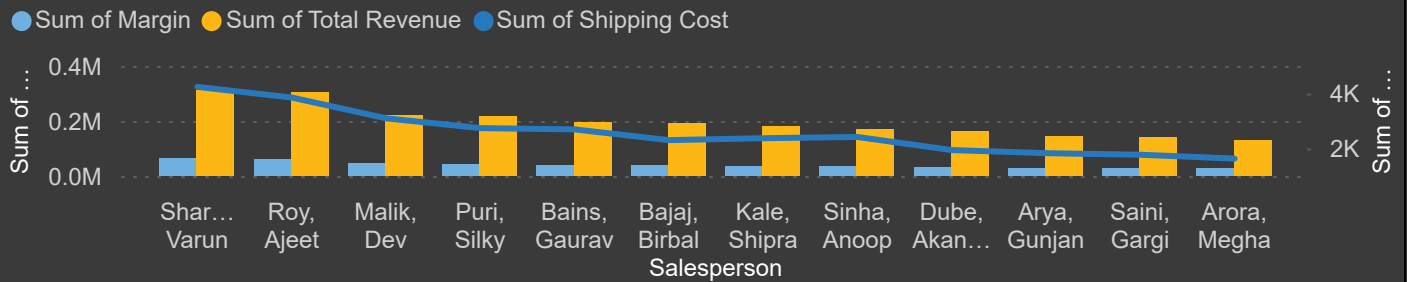 Sum of Margin Sum of Total Revenue Sum of Shipping Cost
Sum of …
0.4M
0.2M
0.0M
4K
2K
Sum of …
Shar… Varun
Roy, Ajeet
Malik, Dev
Puri, Silky
Bains, Gaurav
Bajaj, Birbal
Kale, Shipra
Sinha, Anoop
Dube, Akan…
Arya, Gunjan
Saini, Gargi
Arora, Megha
Salesperson